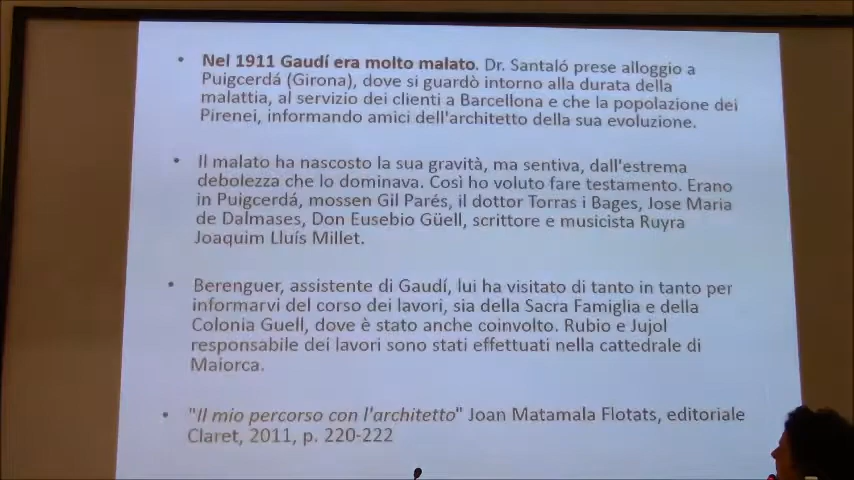 • Nel 1911 Gaudí era molto malato. Dr. Santaló prese alloggio a
Puigcerdá (Girona), dove si guardò intorno alla durata della
malattia, al servizio dei clienti a Barcellona e che la popolazione dei
Pirenei, informando amici dell'architetto della sua evoluzione.
• Il malato ha nascosto la sua gravità, ma sentiva, dall'estrema
debolezza che lo dominava. Così ho voluto fare testamento. Erano
in Puigcerdá, mossen Gil Parés, il dottor Torras i Bages, Jose Maria
de Dalmases, Don Eusebio Güell, scrittore e musicista Ruyra
Joaquim Lluís Millet.
• Berenguer, assistente di Gaudí, lui ha visitato di tanto in tanto per
informarvi del corso dei lavori, sia della Sacra Famiglia e della
Colonia Guell, dove è stato anche coinvolto. Rubio e Jujol
responsabile dei lavori sono stati effettuati nella cattedrale di
Maiorca.
• "Il mio percorso con l'architetto" Joan Matamala Flotats, editoriale
Claret, 2011, p. 220-222